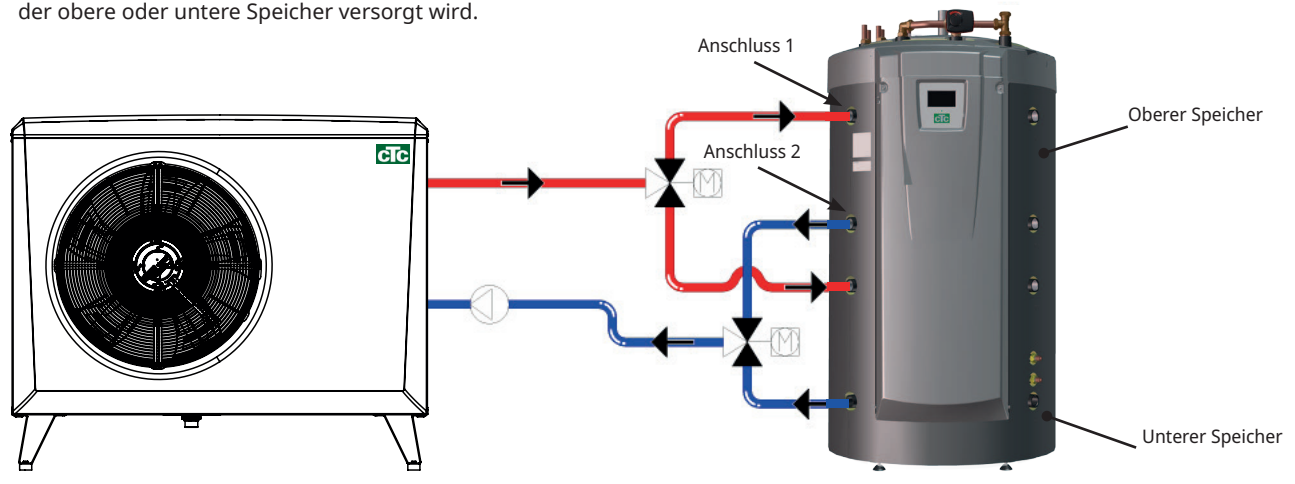 der obere oder untere Speicher versorgt wird.
Anschluss 1
Oberer Speicher
CTC
CTC
Anschluss 2
M
M
Unterer Speicher